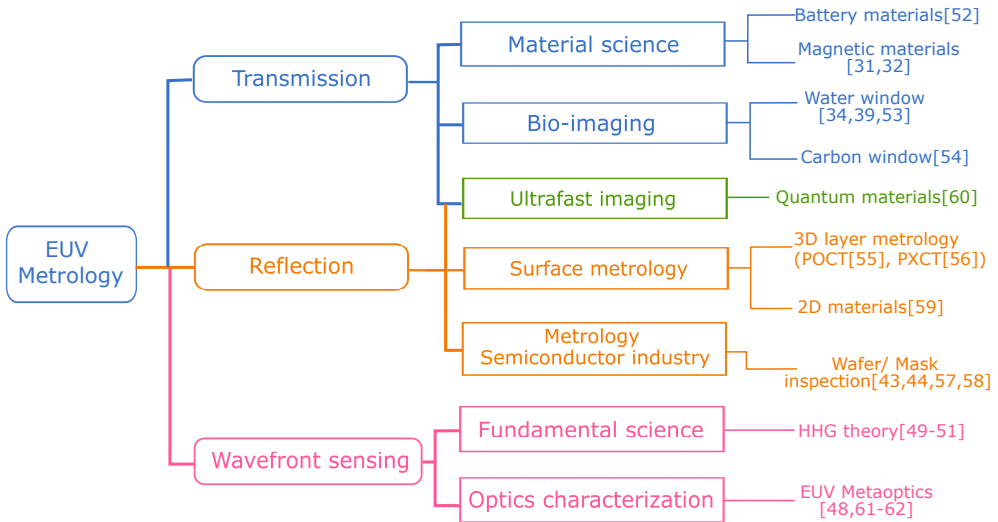 EUV
Metrology
Transmission
Material science
Battery materials[52]
Magnetic materials
[31,32]
Bio-imaging
Water window
[34,39,53]
Carbon window[54]
Ultrafast imaging
Quantum materials[60]
Reflection
Surface metrology
3D layer metrology
(POCT[55], PXCT[56])
2D materials[59]
Metrology
Semiconductor industry
Wafer/ Mask
inspection[43,44,57,58]
Wavefront sensing
Fundamental science
HHG theory[49-51]
Optics characterization
EUV Metaoptics
[48,61-62]